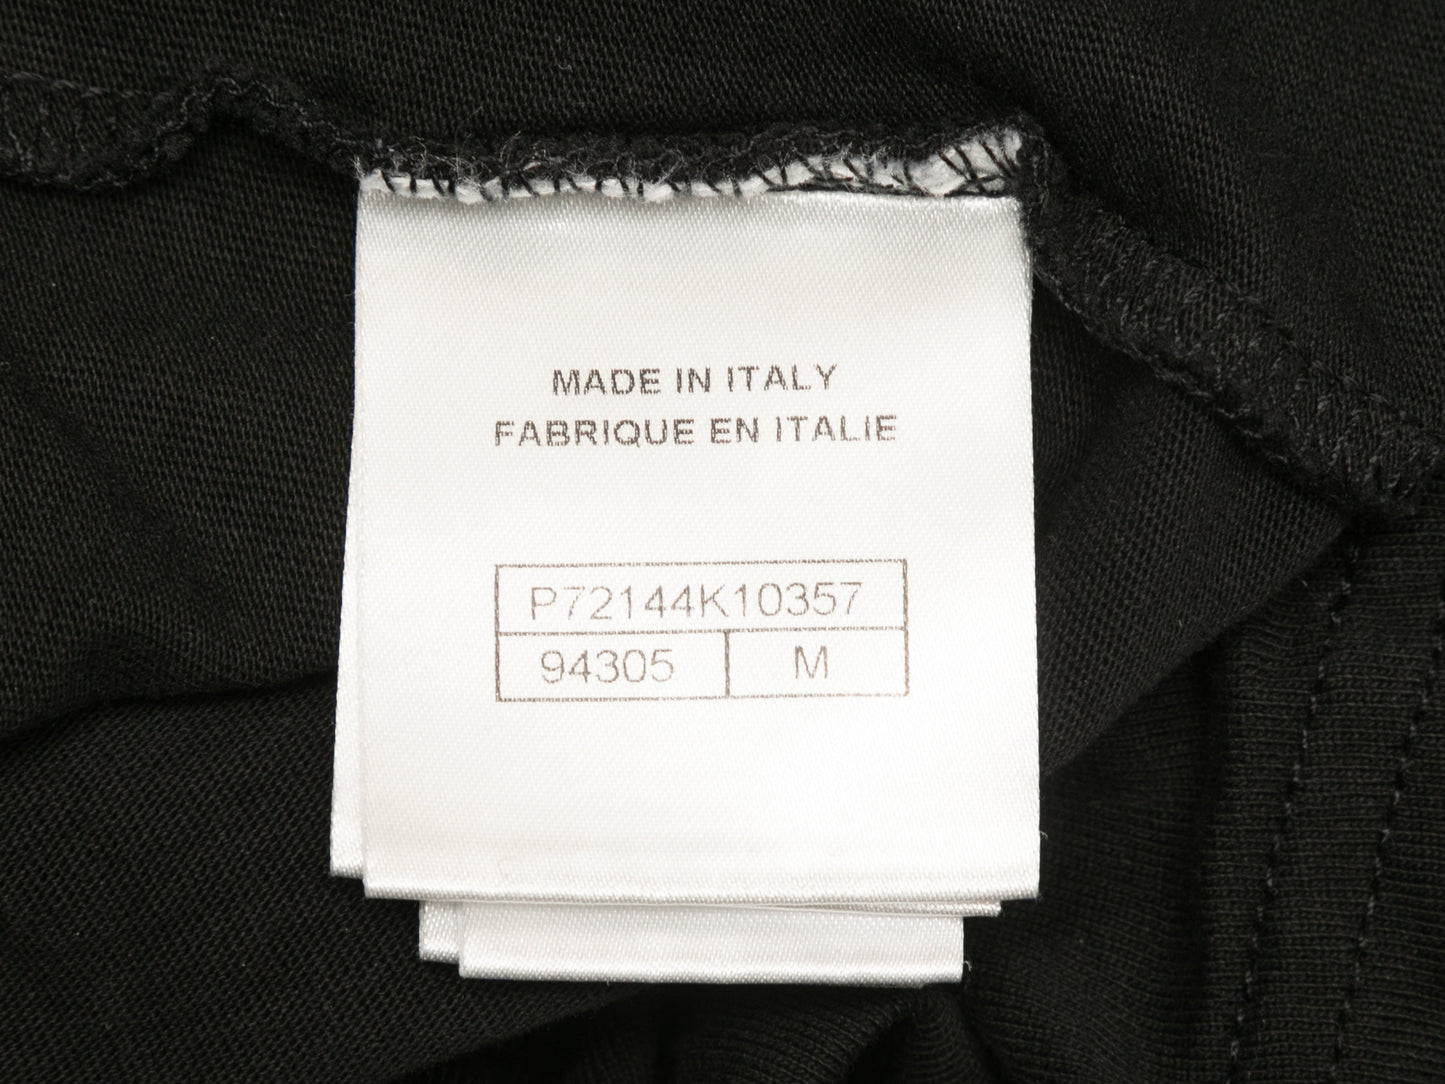 MADE IN ITALY
FABRIQUE EN ITALIE
P72144K10357
94305 M